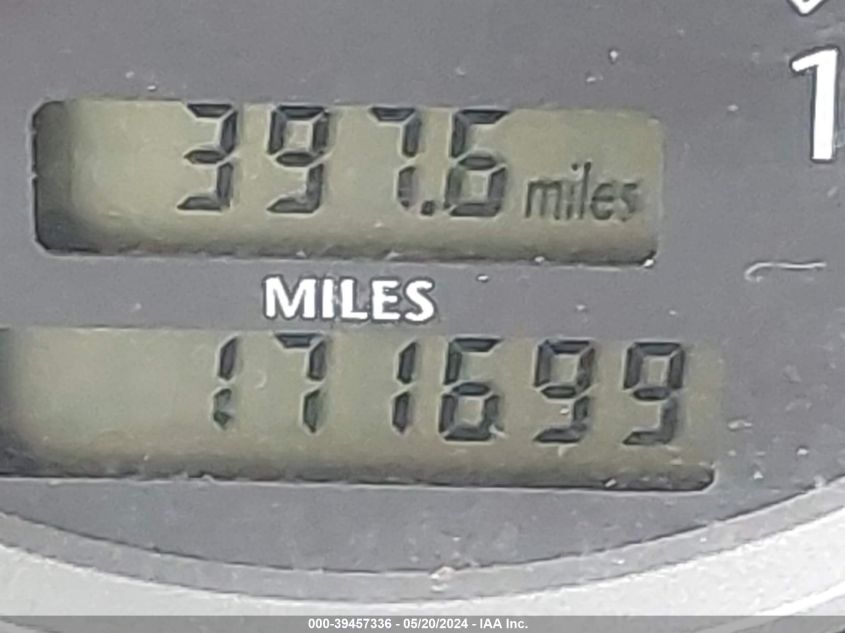 1
397.6 miles
MILES
171699
000-39457336 - 05/20/2024 - IAA Inc.